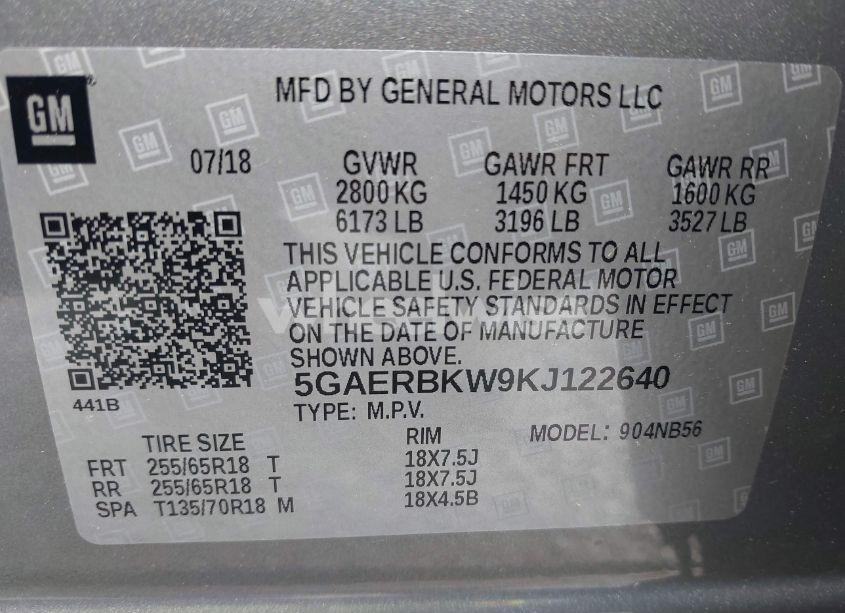 GM
MFD BY GENERAL MOTORS LLC
07/18 GVWR GAWR FRT GAWR RR
2800 KG 1450 KG 1600 KG
6173 LB 3196 LB 3527 LB
THIS VEHICLE CONFORMS TO ALL
APPLICABLE U.S. FEDERAL MOTOR
VEHICLE SAFETY STANDARDS IN EFFECT
ON THE DATE OF MANUFACTURE
SHOWN ABOVE.
5GAERBKW9KJ122640
441B
TYPE: M.P.V.
TIRE SIZE RIM MODEL: 904NB56
FRT 255/65R18 T 18X7.5J
RR 255/65R18 T 18X7.5J
SPA T135/70R18 M 18X4.5B